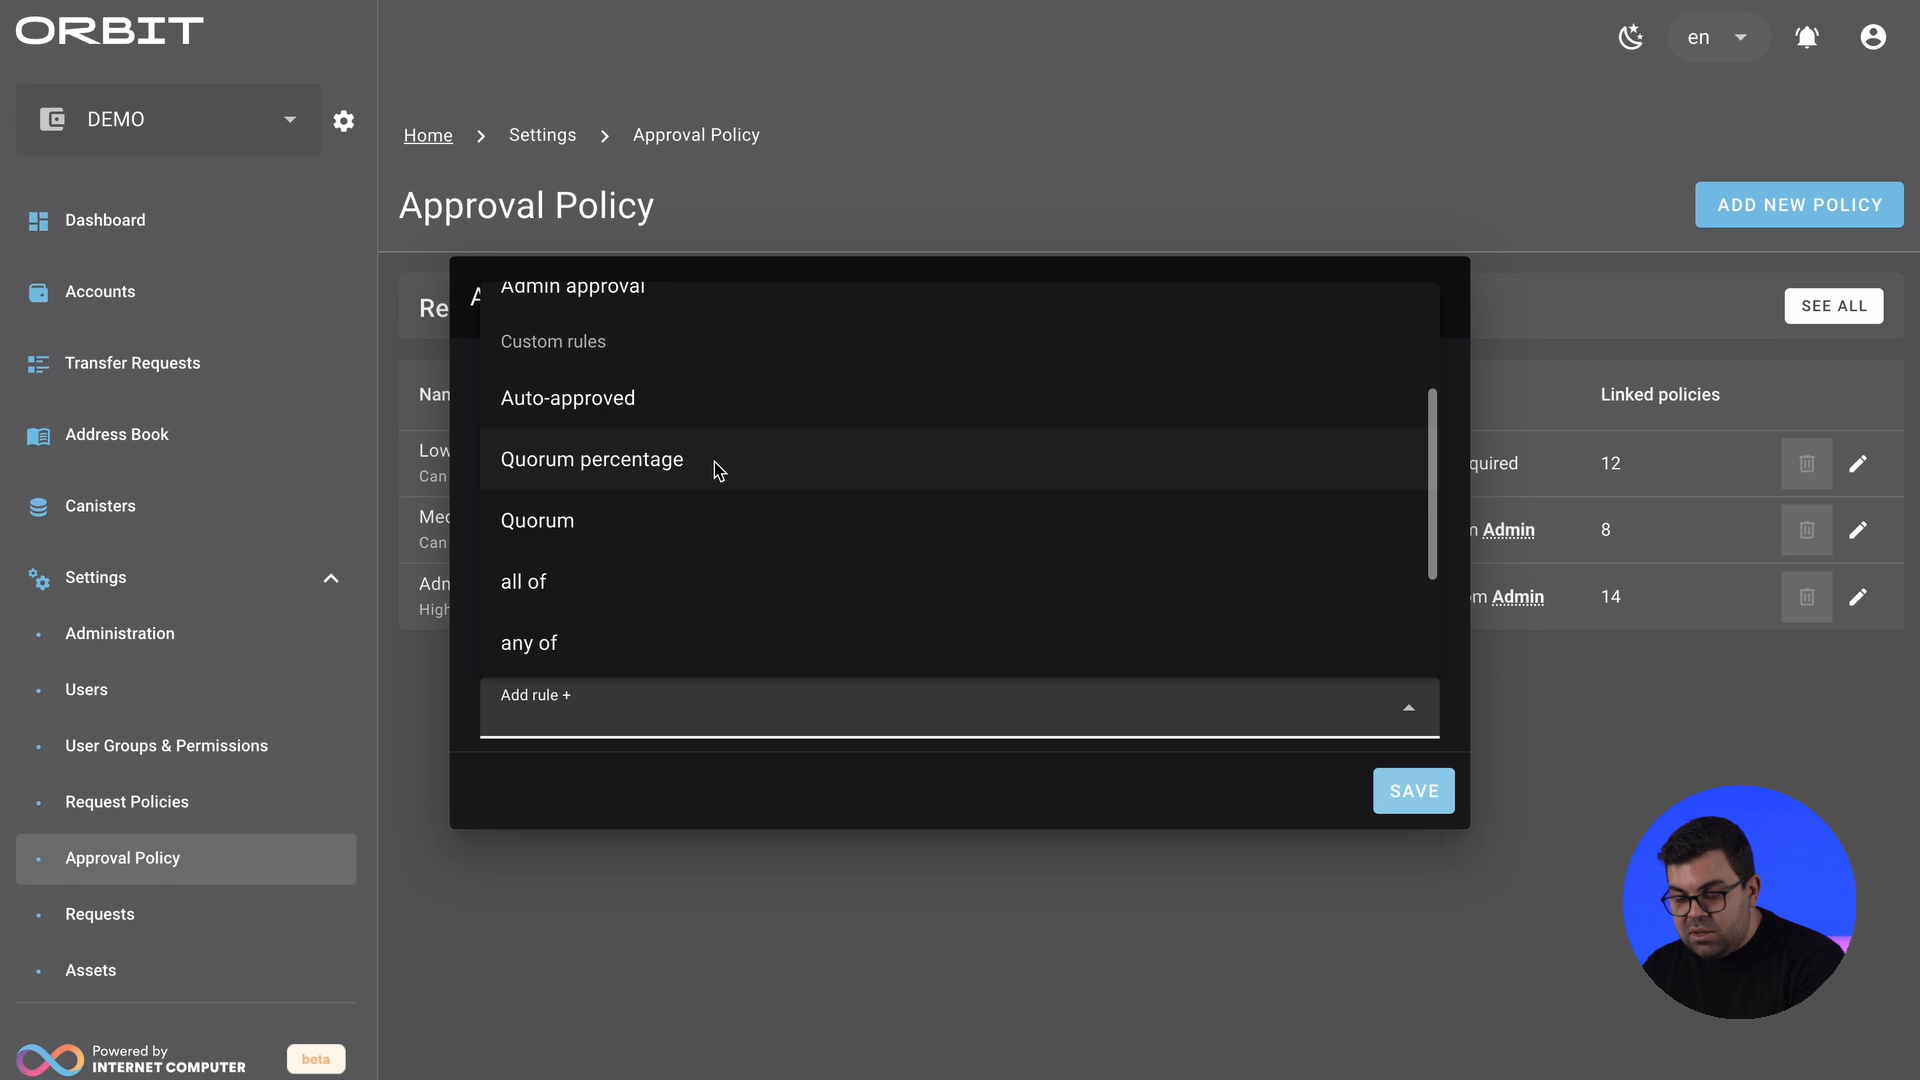 ORBIT
en
DEMO
Home
Settings
Approval Policy
Approval Policy
ADD NEW POLICY
Dashboard
Accounts
Transfer Requests
Address Book
Canisters
Settings
Administration
Users
User Groups & Permissions
Request Policies
Approval Policy
Requests
Assets
Powered by
INTERNET COMPUTER
beta
Re
SEE ALL
Nan
Linked policies
Low
Can
quired
12
Med
Can
Admin
8
Adm
High
om Admin
14
A
Admin approval
Custom rules
Auto-approved
Quorum percentage
Quorum
all of
any of
Add rule +
SAVE